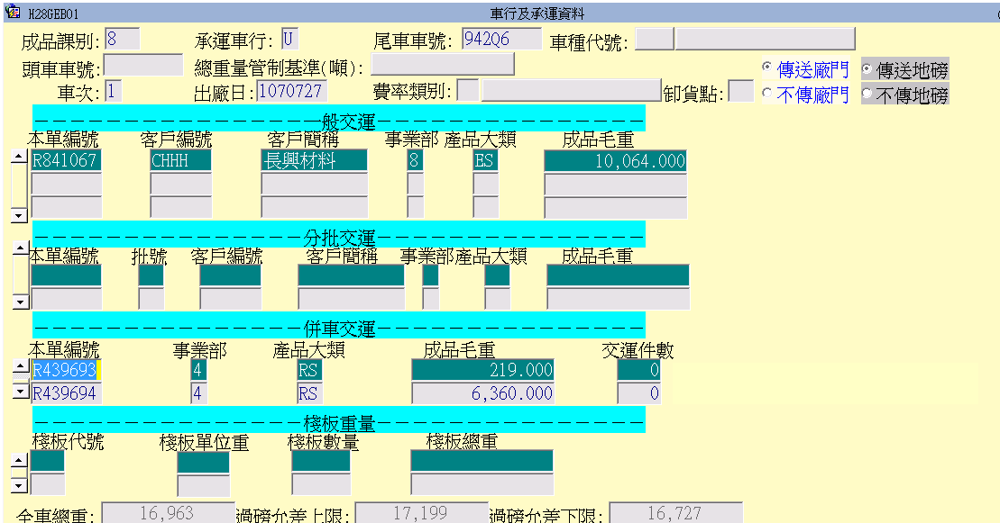 H28GEB01 車行及承運資料
成品課別: 8 承運車行: U 尾車車號: 942Q6 車種代號:
頭車車號: 總重量管制基準(噸): 傳送廠門 傳送地磅
車次: 1 出廠日: 1070727 費率類別: 卸貨點: 不傳廠門 不傳地磅
一般交運
本單編號 客戶編號 客戶簡稱 事業部 產品大類 成品毛重
R841067 CHHH 長興材料 8 ES 10,064.000
分批交運
本單編號 批號 客戶編號 客戶簡稱 事業部 產品大類 成品毛重
併車交運
本單編號 事業部 產品大類 成品毛重 交運件數
R439693 4 RS 219.000 0
R439694 4 RS 6,360.000 0
棧板重量
棧板代號 棧板單位重 棧板數量 棧板總重
全車總重: 16,963 過磅允差上限: 17,199 過磅允差下限: 16,727